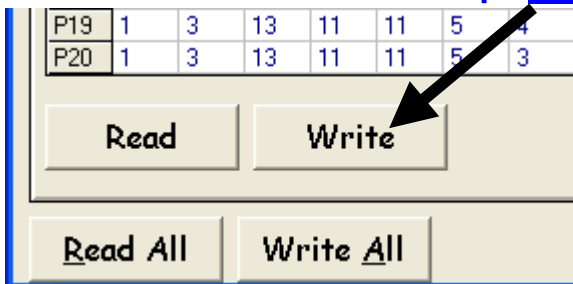 P19 1 3 13 11 11 5 4
P20 1 3 13 11 11 5 3
Read Write
Read All Write All